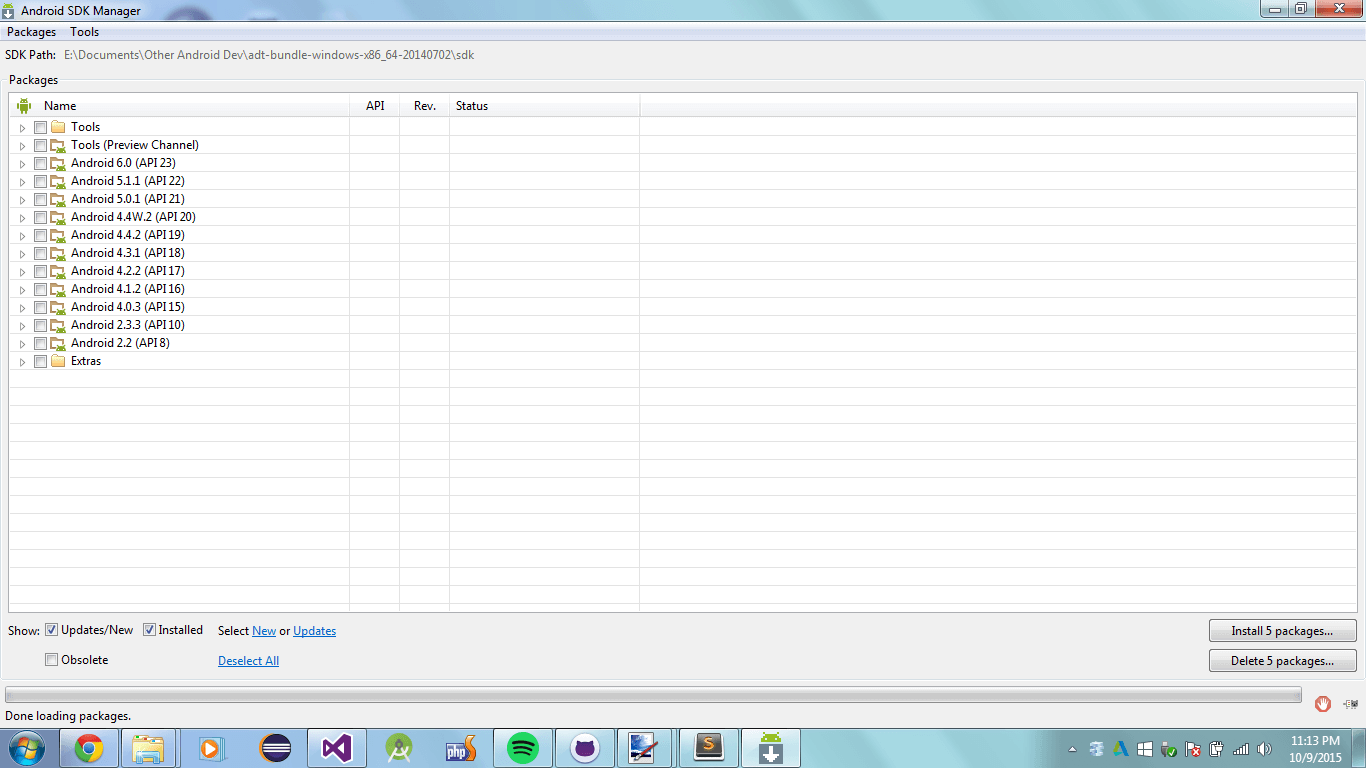 Android SDK Manager
Packages Tools
SDK Path: E:\Documents\Other Android Dev\adt-bundle-windows-x86_64-20140702\sdk
Packages
Name API Rev. Status
Tools
Tools (Preview Channel)
Android 6.0 (API 23)
Android 5.1.1 (API 22)
Android 5.0.1 (API 21)
Android 4.4W.2 (API 20)
Android 4.4.2 (API 19)
Android 4.3.1 (API 18)
Android 4.2.2 (API 17)
Android 4.1.2 (API 16)
Android 4.0.3 (API 15)
Android 2.3.3 (API 10)
Android 2.2 (API 8)
Extras
Show: Updates/New Installed Select New or Updates Install 5 packages...
Obsolete Deselect All Delete 5 packages...
Done loading packages.
php
S
11:13 PM
10/9/2015